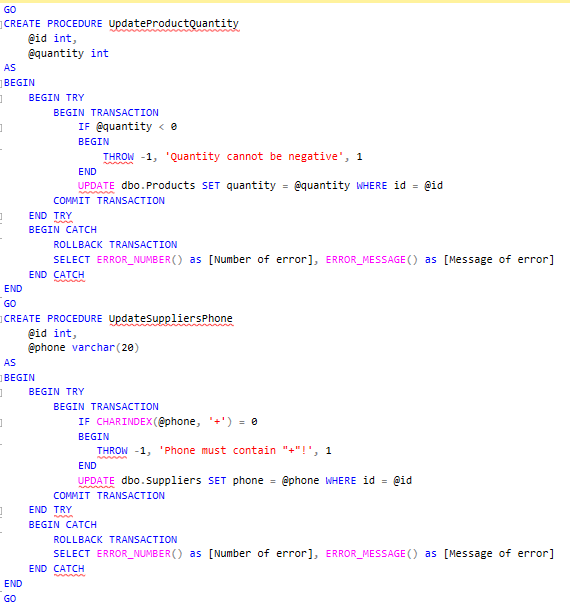 GO
CREATE PROCEDURE UpdateProductQuantity
    @id int,
    @quantity int
AS
BEGIN
    BEGIN TRY
        BEGIN TRANSACTION
            IF @quantity < 0
            BEGIN
                THROW -1, 'Quantity cannot be negative', 1
            END
            UPDATE dbo.Products SET quantity = @quantity WHERE id = @id
        COMMIT TRANSACTION
    END TRY
    BEGIN CATCH
        ROLLBACK TRANSACTION
        SELECT ERROR_NUMBER() as [Number of error], ERROR_MESSAGE() as [Message of error]
    END CATCH
END
GO
CREATE PROCEDURE UpdateSuppliersPhone
    @id int,
    @phone varchar(20)
AS
BEGIN
    BEGIN TRY
        BEGIN TRANSACTION
            IF CHARINDEX(@phone, '+') = 0
            BEGIN
                THROW -1, 'Phone must contain "+"!', 1
            END
            UPDATE dbo.Suppliers SET phone = @phone WHERE id = @id
        COMMIT TRANSACTION
    END TRY
    BEGIN CATCH
        ROLLBACK TRANSACTION
        SELECT ERROR_NUMBER() as [Number of error], ERROR_MESSAGE() as [Message of error]
    END CATCH
END
GO